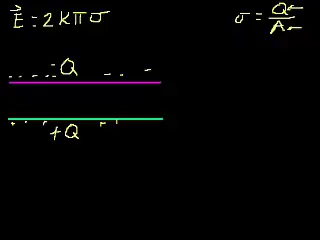 E⃗ = 2Kπσ
σ = Q/A
-Q
+Q